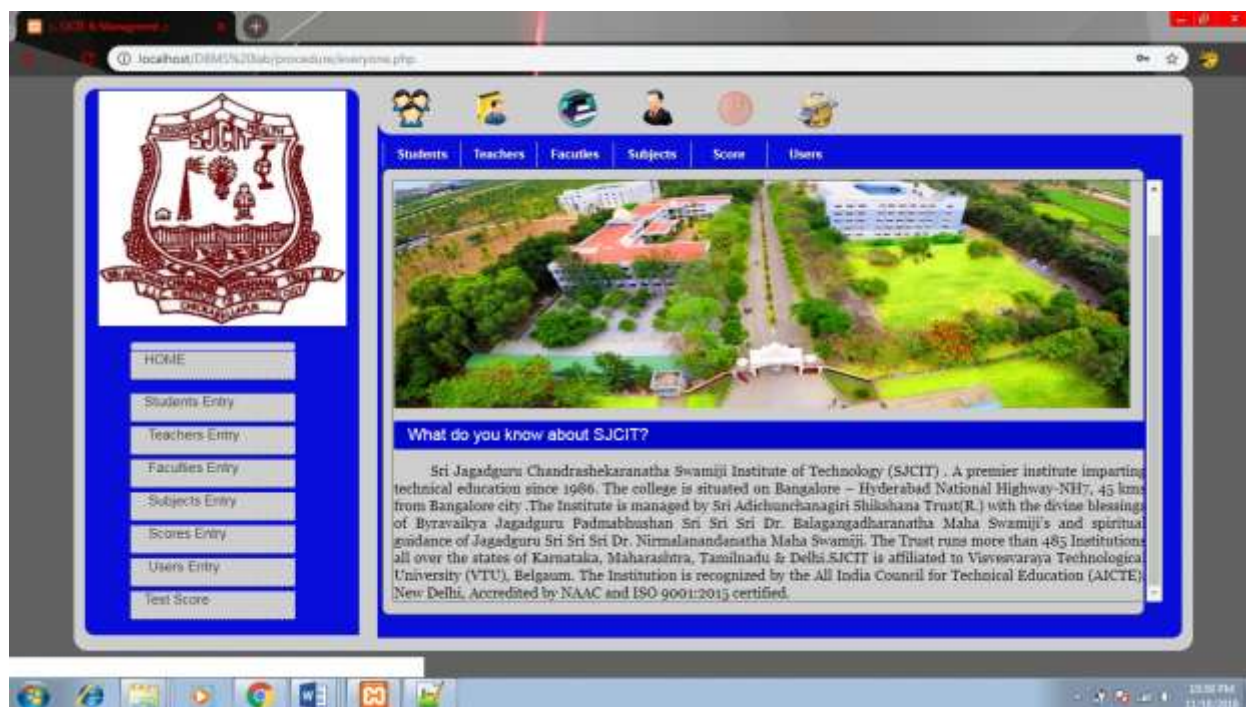 localhost/DBMS%20lab/procedure/everyone.php
SJCIT
Students Teachers Faculties Subjects Score Users
HOME
Students Entry
Teachers Entry
Faculties Entry
Subjects Entry
Scores Entry
Users Entry
Test Score
What do you know about SJCIT?
Sri Jagadguru Chandrashekaranatha Swamiji Institute of Technology (SJCIT) . A premier institute imparting
technical education since 1986. The college is situated on Bangalore – Hyderabad National Highway-NH7, 45 kms
from Bangalore city .The Institute is managed by Sri Adichunchanagiri Shikshana Trust(R.) with the divine blessings
of Byravaikya Jagadguru Padmabhushan Sri Sri Sri Dr. Balagangadharanatha Maha Swamiji's and spiritual
guidance of Jagadguru Sri Sri Sri Dr. Nirmalanandanatha Maha Swamiji. The Trust runs more than 485 Institutions
all over the states of Karnataka, Maharashtra, Tamilnadu & Delhi.SJCIT is affiliated to Visvesvaraya Technological
University (VTU), Belgaum. The Institution is recognized by the All India Council for Technical Education (AICTE)
New Delhi, Accredited by NAAC and ISO 9001:2015 certified.